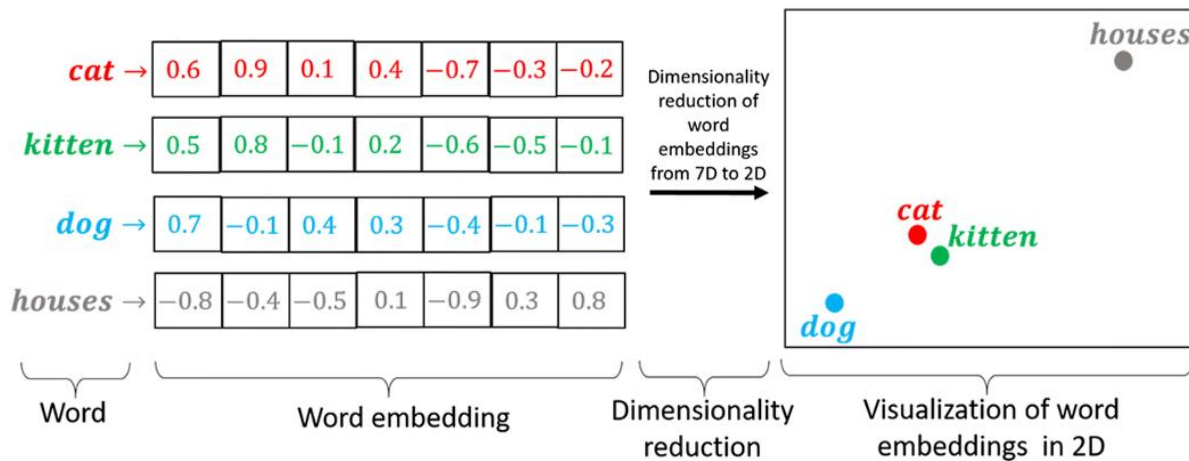 cat → 0.6 0.9 0.1 0.4 −0.7 −0.3 −0.2
kitten → 0.5 0.8 −0.1 0.2 −0.6 −0.5 −0.1
dog → 0.7 −0.1 0.4 0.3 −0.4 −0.1 −0.3
houses → −0.8 −0.4 −0.5 0.1 −0.9 0.3 0.8
Dimensionality
reduction of
word
embeddings
from 7D to 2D
houses
cat
kitten
dog
Word
Word embedding
Dimensionality
reduction
Visualization of word
embeddings in 2D